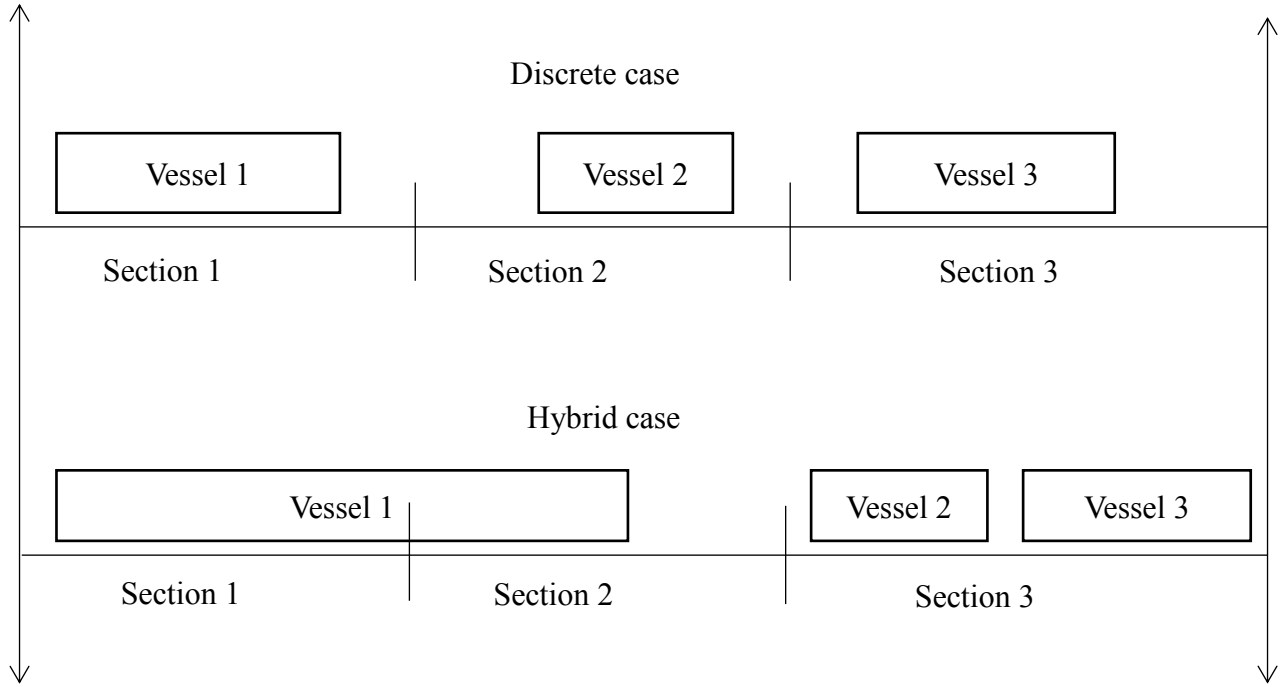 Discrete case
Vessel 1 Vessel 2 Vessel 3
Section 1 Section 2 Section 3
Hybrid case
Vessel 1 Vessel 2 Vessel 3
Section 1 Section 2 Section 3